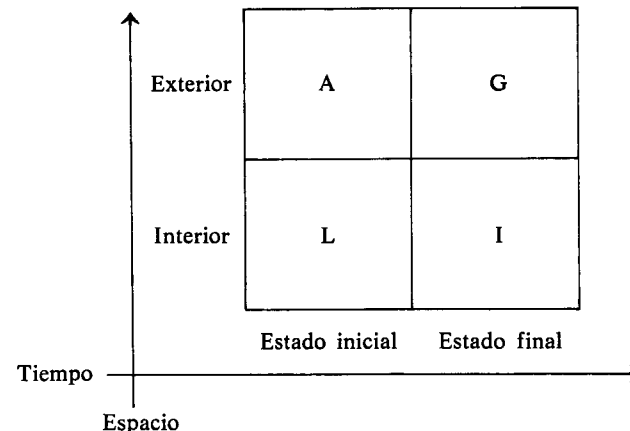 Exterior A G
Interior L I
Estado inicial Estado final
Tiempo
Espacio